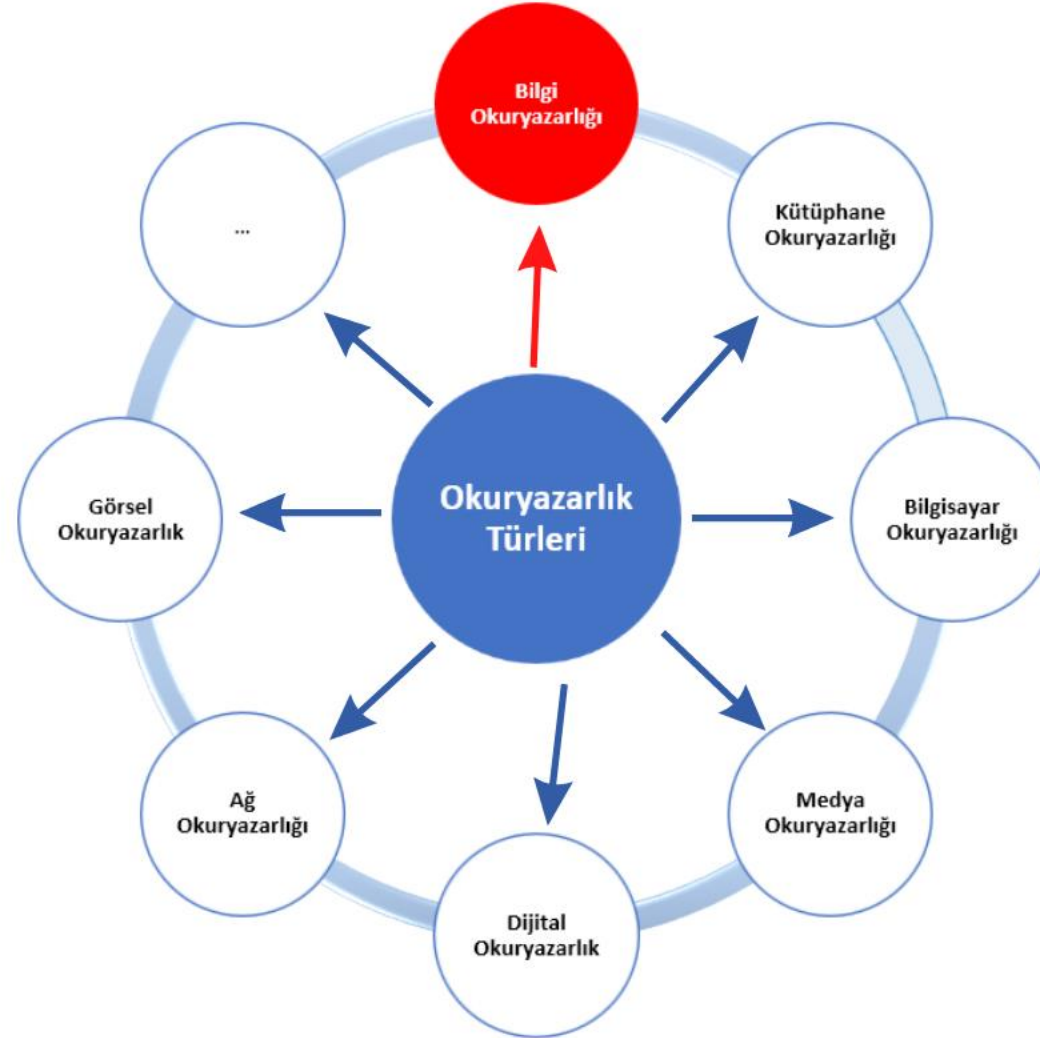 Bilgi
Okuryazarlığı
Kütüphane
Okuryazarlığı
Bilgisayar
Okuryazarlığı
Medya
Okuryazarlığı
Dijital
Okuryazarlık
Ağ
Okuryazarlığı
Görsel
Okuryazarlık
...
Okuryazarlık
Türleri